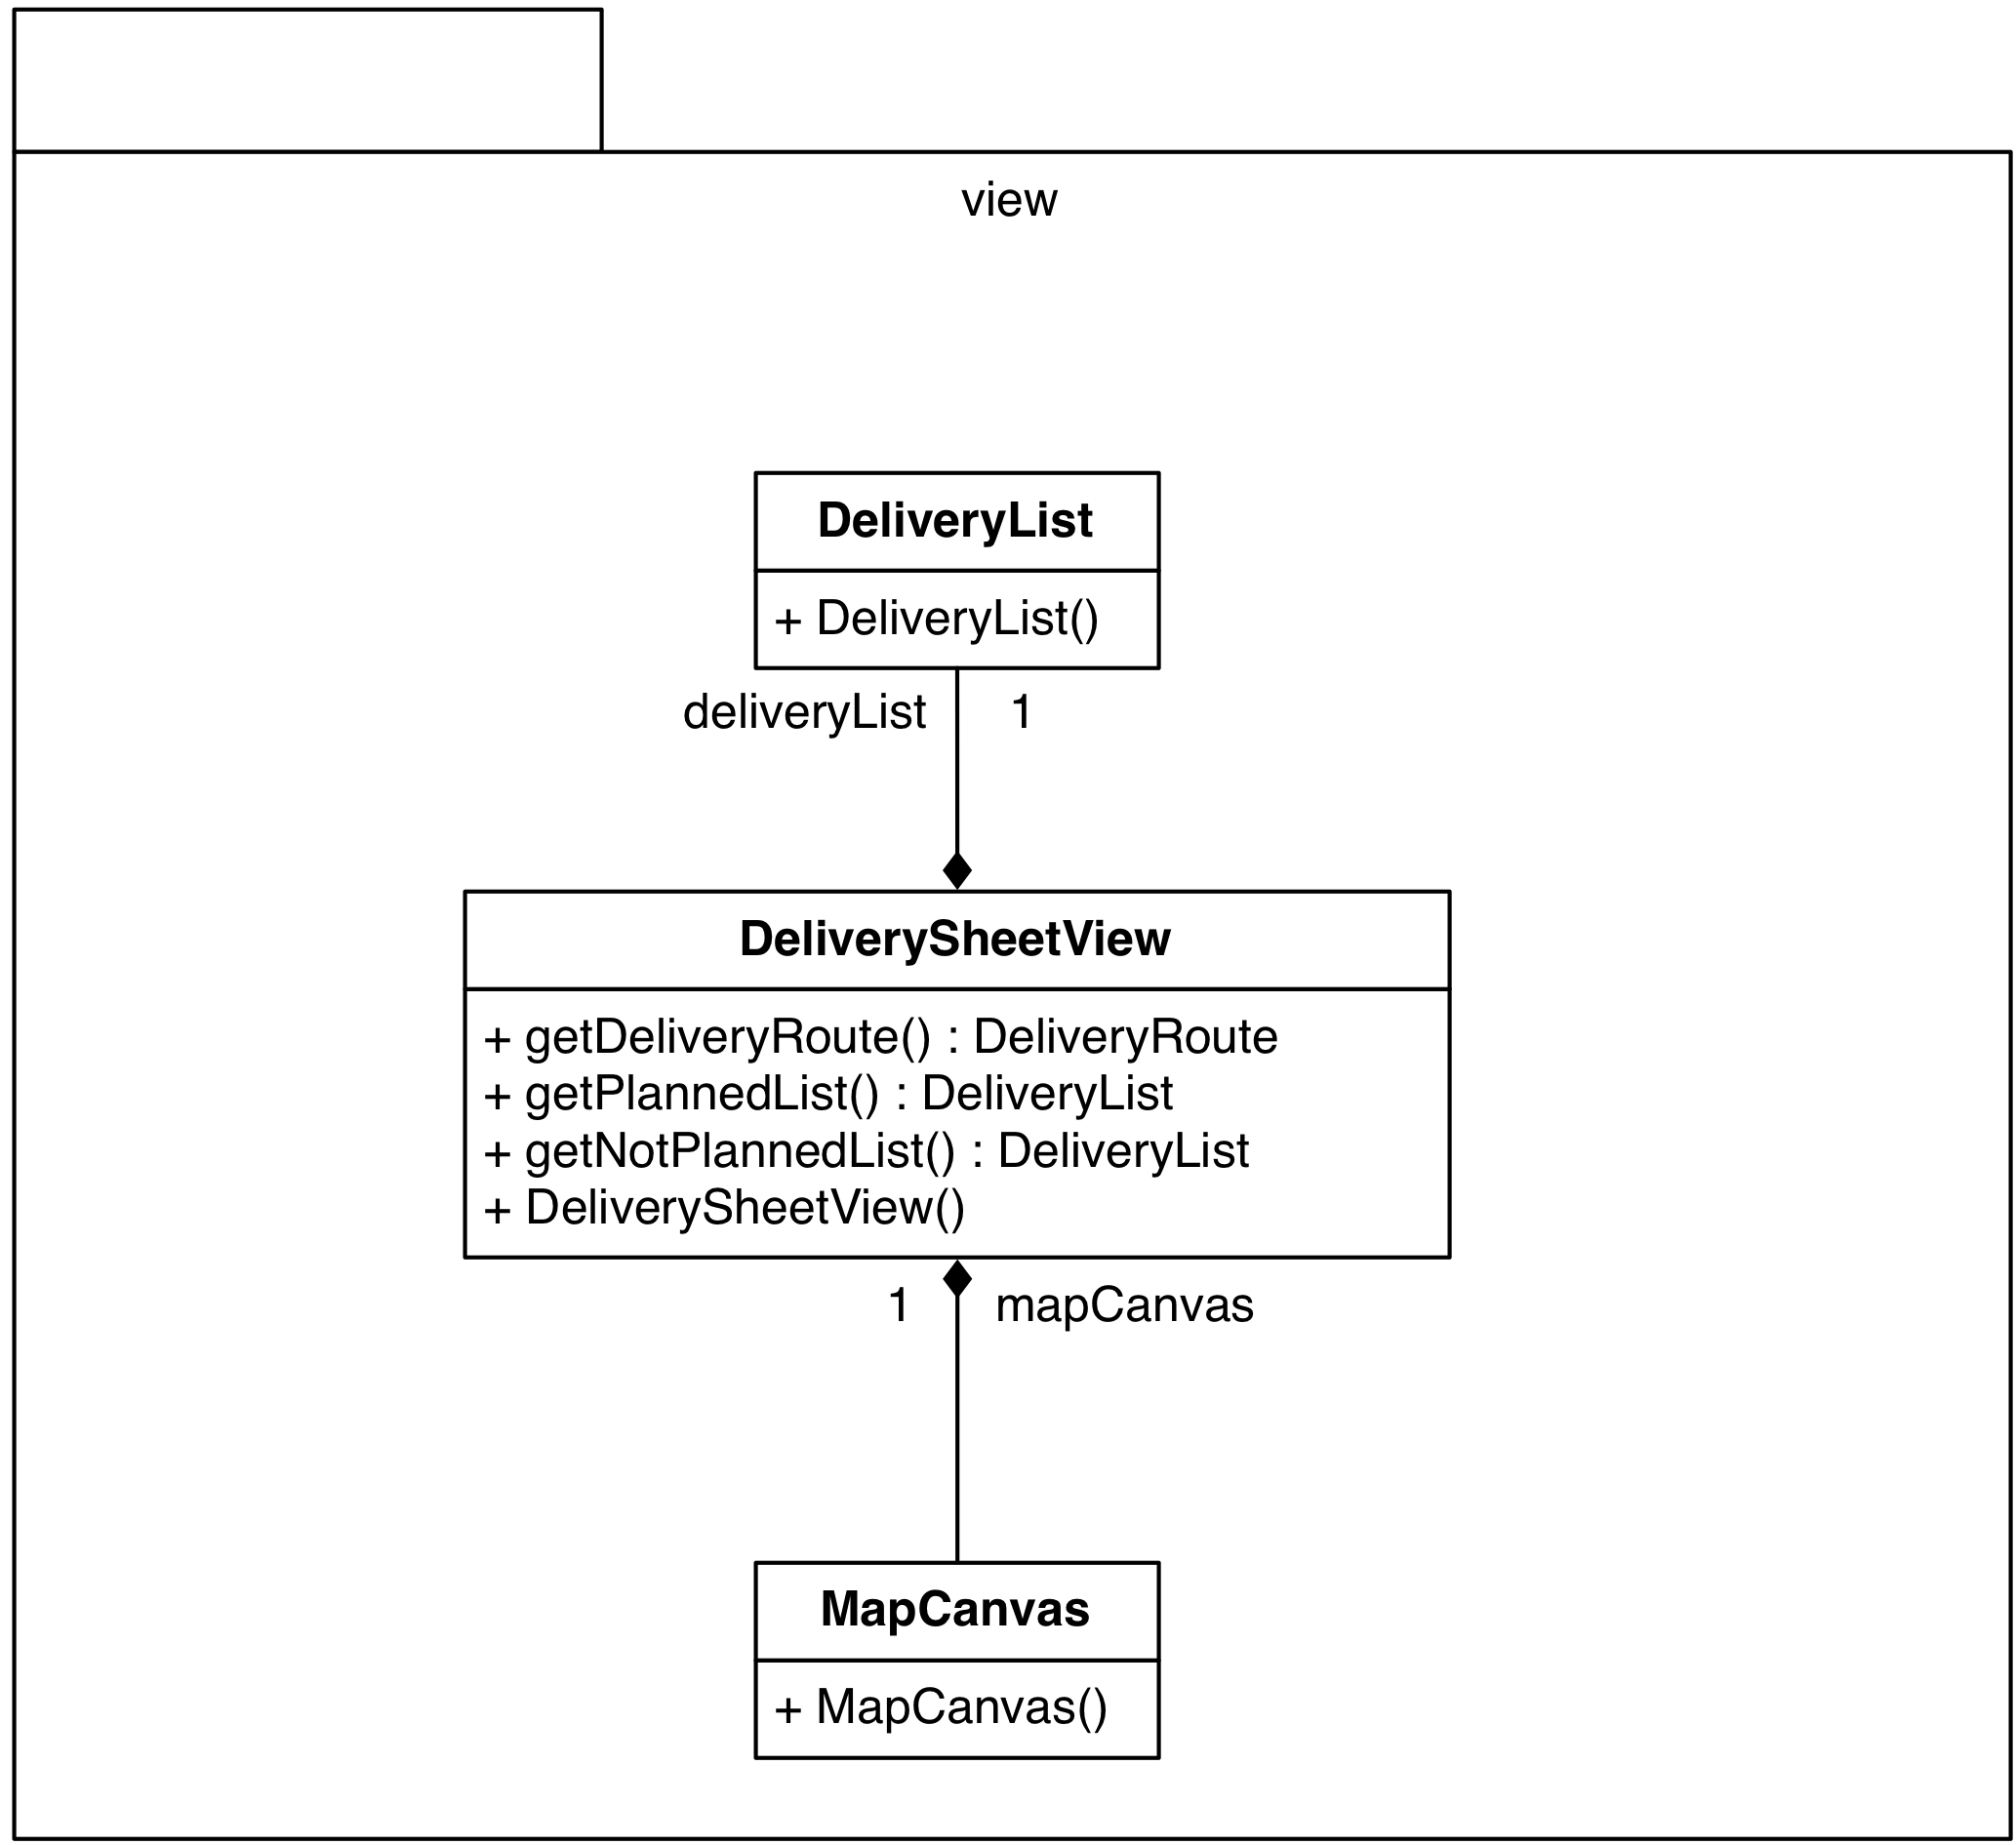 view
DeliveryList
+ DeliveryList()
deliveryList 1
DeliverySheetView
+ getDeliveryRoute() : DeliveryRoute
+ getPlannedList() : DeliveryList
+ getNotPlannedList() : DeliveryList
+ DeliverySheetView()
1 mapCanvas
MapCanvas
+ MapCanvas()